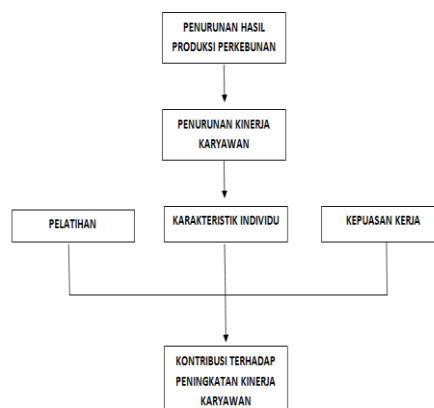 PENURUNAN HASIL
PRODUKSI PERKEBUNAN
PENURUNAN KINERJA
KARYAWAN
PELATIHAN
KARAKTERISTIK INDIVIDU
KEPUASAN KERJA
KONTRIBUSI TERHADAP
PENINGKATAN KINERJA
KARYAWAN